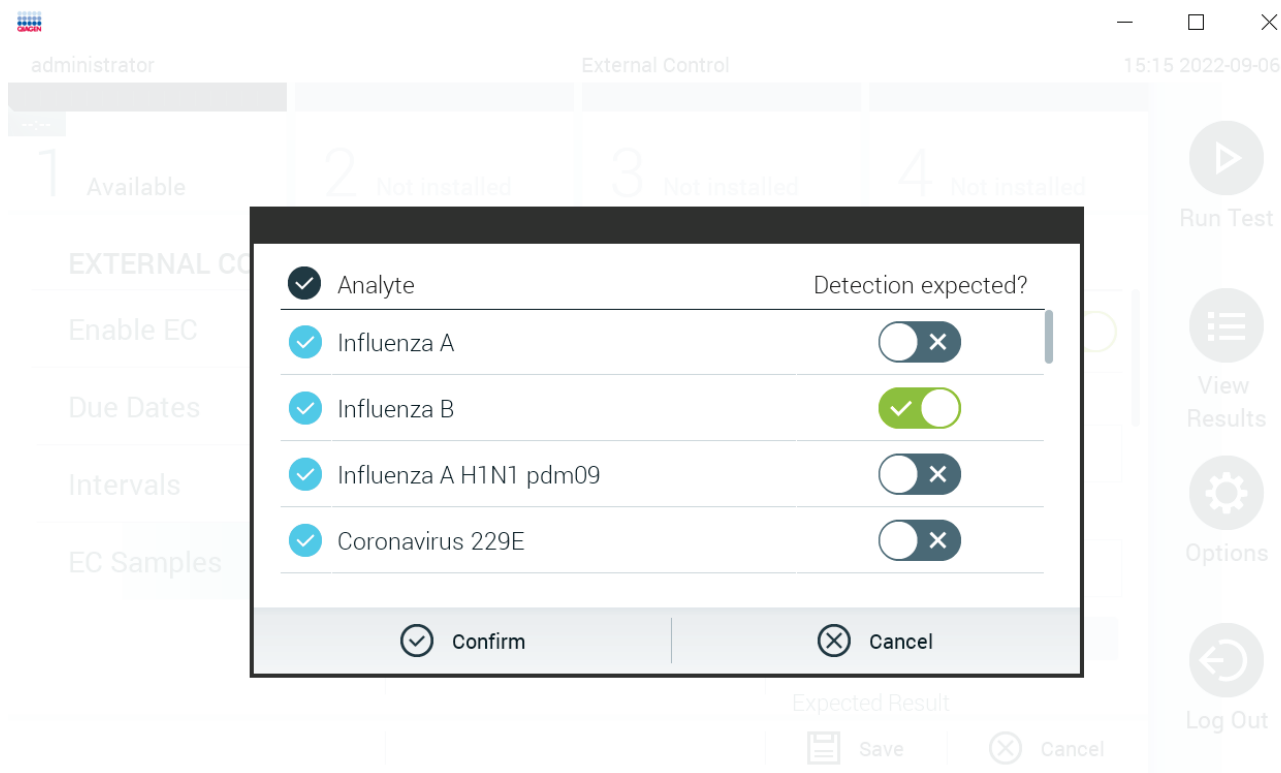 QIAGEN
administrator External Control 15:15 2022-09-06
--:--
1 Available 2 Not installed 3 Not installed 4 Not installed
Run Test
EXTERNAL CO
Analyte Detection expected?
Enable EC
Influenza A
View
Results
Due Dates
Influenza B
Intervals
Influenza A H1N1 pdm09
EC Samples
Coronavirus 229E
Options
Confirm Cancel
Expected Result
Log Out
Save Cancel